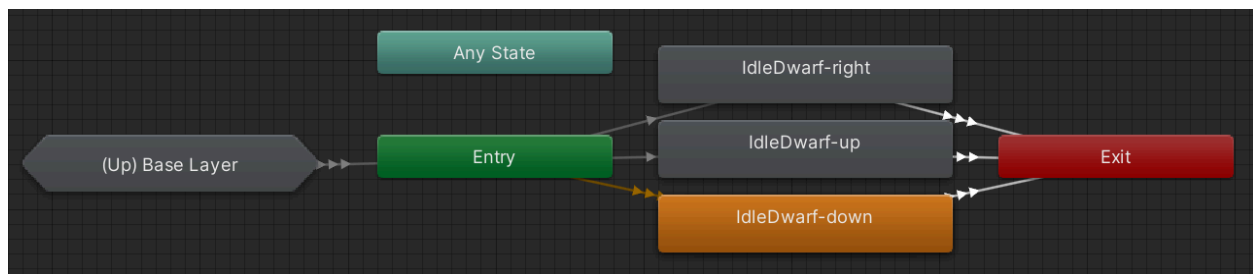 Any State
IdleDwarf-right
(Up) Base Layer
Entry
IdleDwarf-up
Exit
IdleDwarf-down